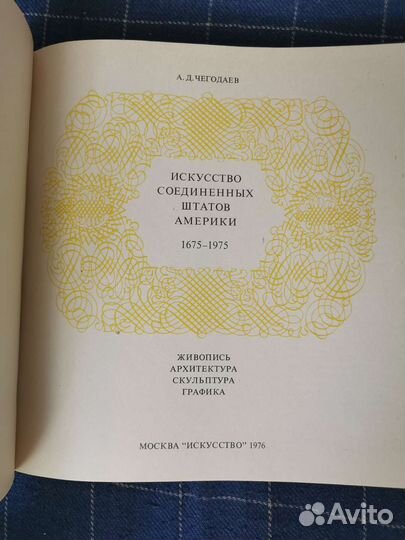 А. Д. ЧЕГОДАЕВ
ИСКУССТВО
СОЕДИНЕННЫХ
ШТАТОВ
АМЕРИКИ
1675–1975
ЖИВОПИСЬ
АРХИТЕКТУРА
СКУЛЬПТУРА
ГРАФИКА
МОСКВА "ИСКУССТВО" 1976
Avito